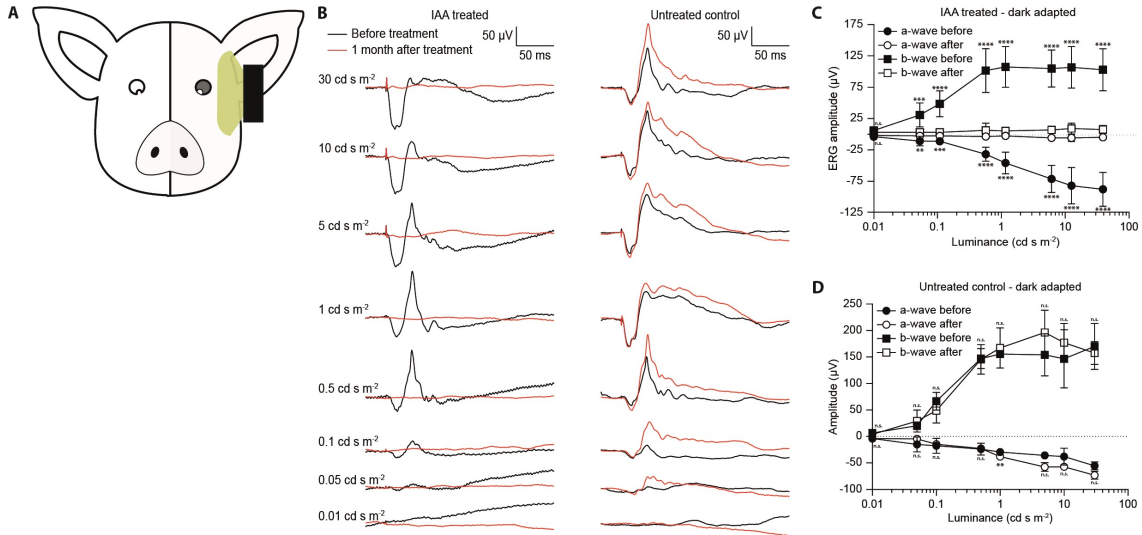 A
B
IAA treated
Before treatment
1 month after treatment
50 µV
50 ms
30 cd s m-2
10 cd s m-2
5 cd s m-2
1 cd s m-2
0.5 cd s m-2
0.1 cd s m-2
0.05 cd s m-2
0.01 cd s m-2
Untreated control
50 µV
50 ms
C
IAA treated - dark adapted
a-wave before
a-wave after
b-wave before
b-wave after
ERG amplitude (µV)
175
125
75
25
-25
-75
-125
n.s.
*** **** **** **** **** **** ****
n.s.
** *** **** **** **** **** ****
0.01 0.1 1 10 100
Luminance (cd s m-2)
D
Untreated control - dark adapted
a-wave before
a-wave after
b-wave before
b-wave after
Amplitude (µV)
250
200
150
100
50
0
-50
-100
n.s. n.s. n.s. n.s. n.s. n.s. n.s. n.s.
n.s. n.s. n.s. n.s. ** n.s. n.s. n.s.
0.01 0.1 1 10 100
Luminance (cd s m-2)